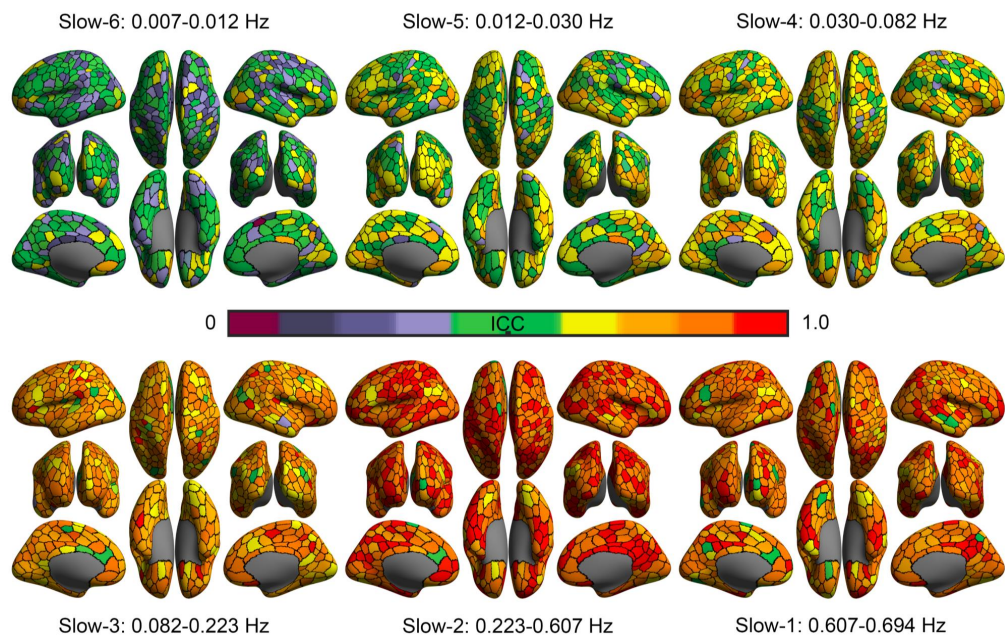 Slow-6: 0.007-0.012 Hz
Slow-5: 0.012-0.030 Hz
Slow-4: 0.030-0.082 Hz
0
ICC
1.0
Slow-3: 0.082-0.223 Hz
Slow-2: 0.223-0.607 Hz
Slow-1: 0.607-0.694 Hz